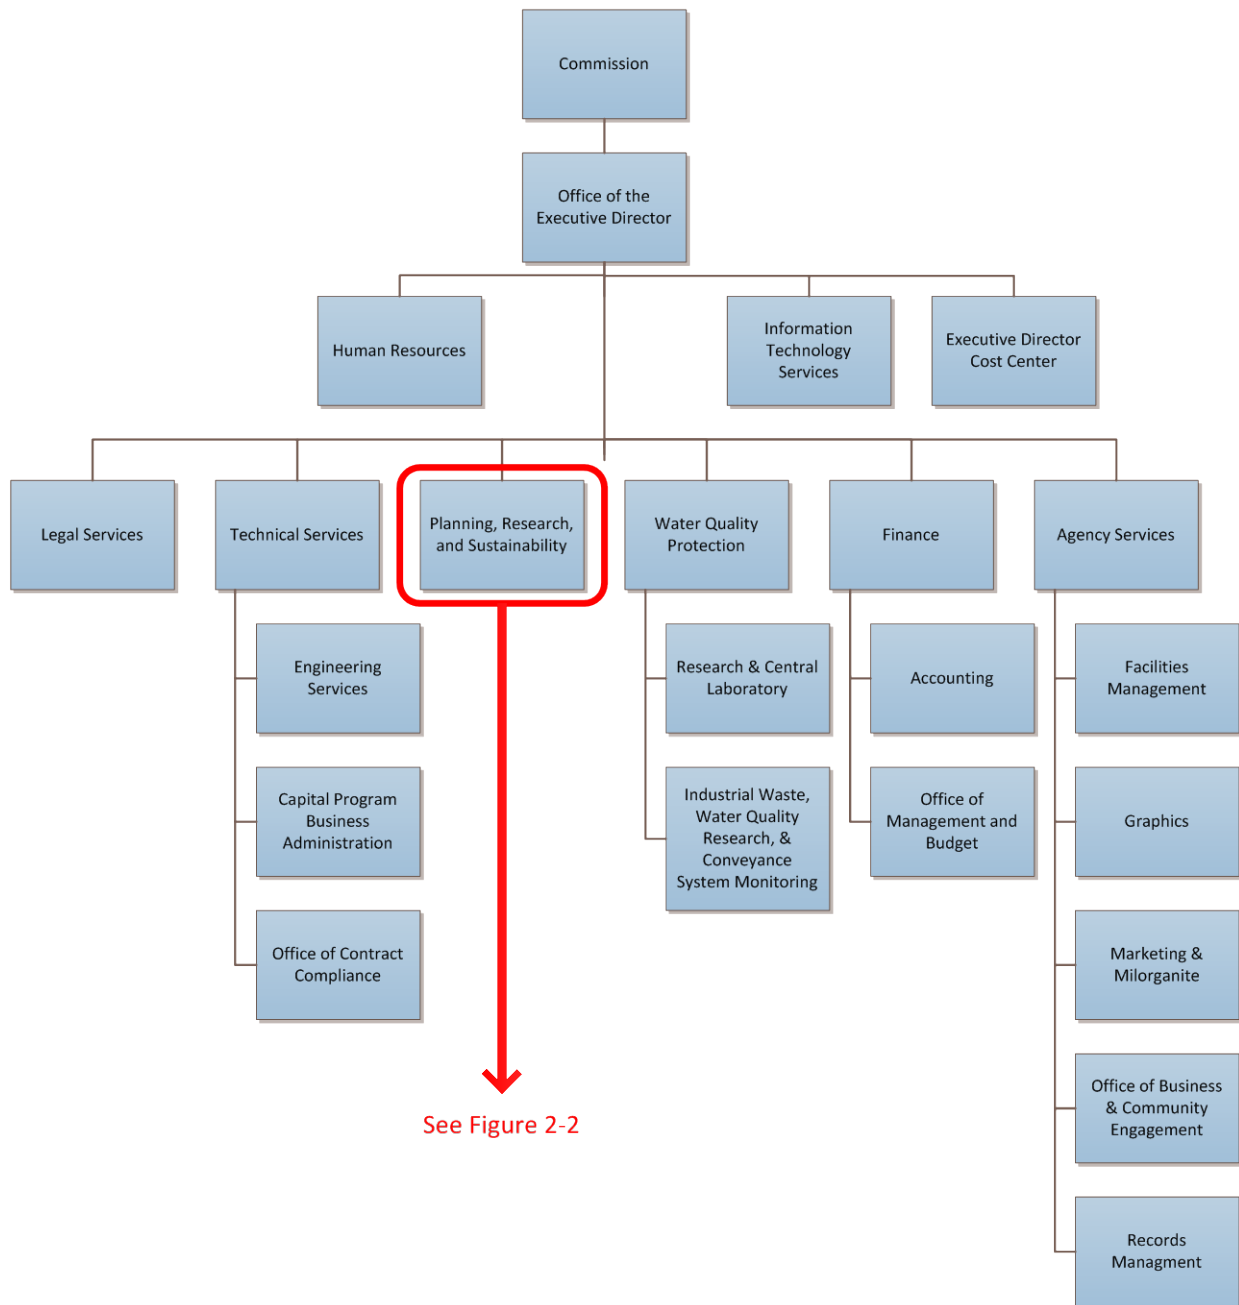 Commission
Office of the
Executive Director
Human Resources
Information
Technology
Services
Executive Director
Cost Center
Legal Services
Technical Services
Planning, Research,
and Sustainability
Water Quality
Protection
Finance
Agency Services
Engineering
Services
Research & Central
Laboratory
Accounting
Facilities
Management
Capital Program
Business
Administration
Industrial Waste,
Water Quality
Research, &
Conveyance
System Monitoring
Office of
Management and
Budget
Graphics
Office of Contract
Compliance
Marketing &
Milorganite
See Figure 2-2
Office of Business
& Community
Engagement
Records
Managment